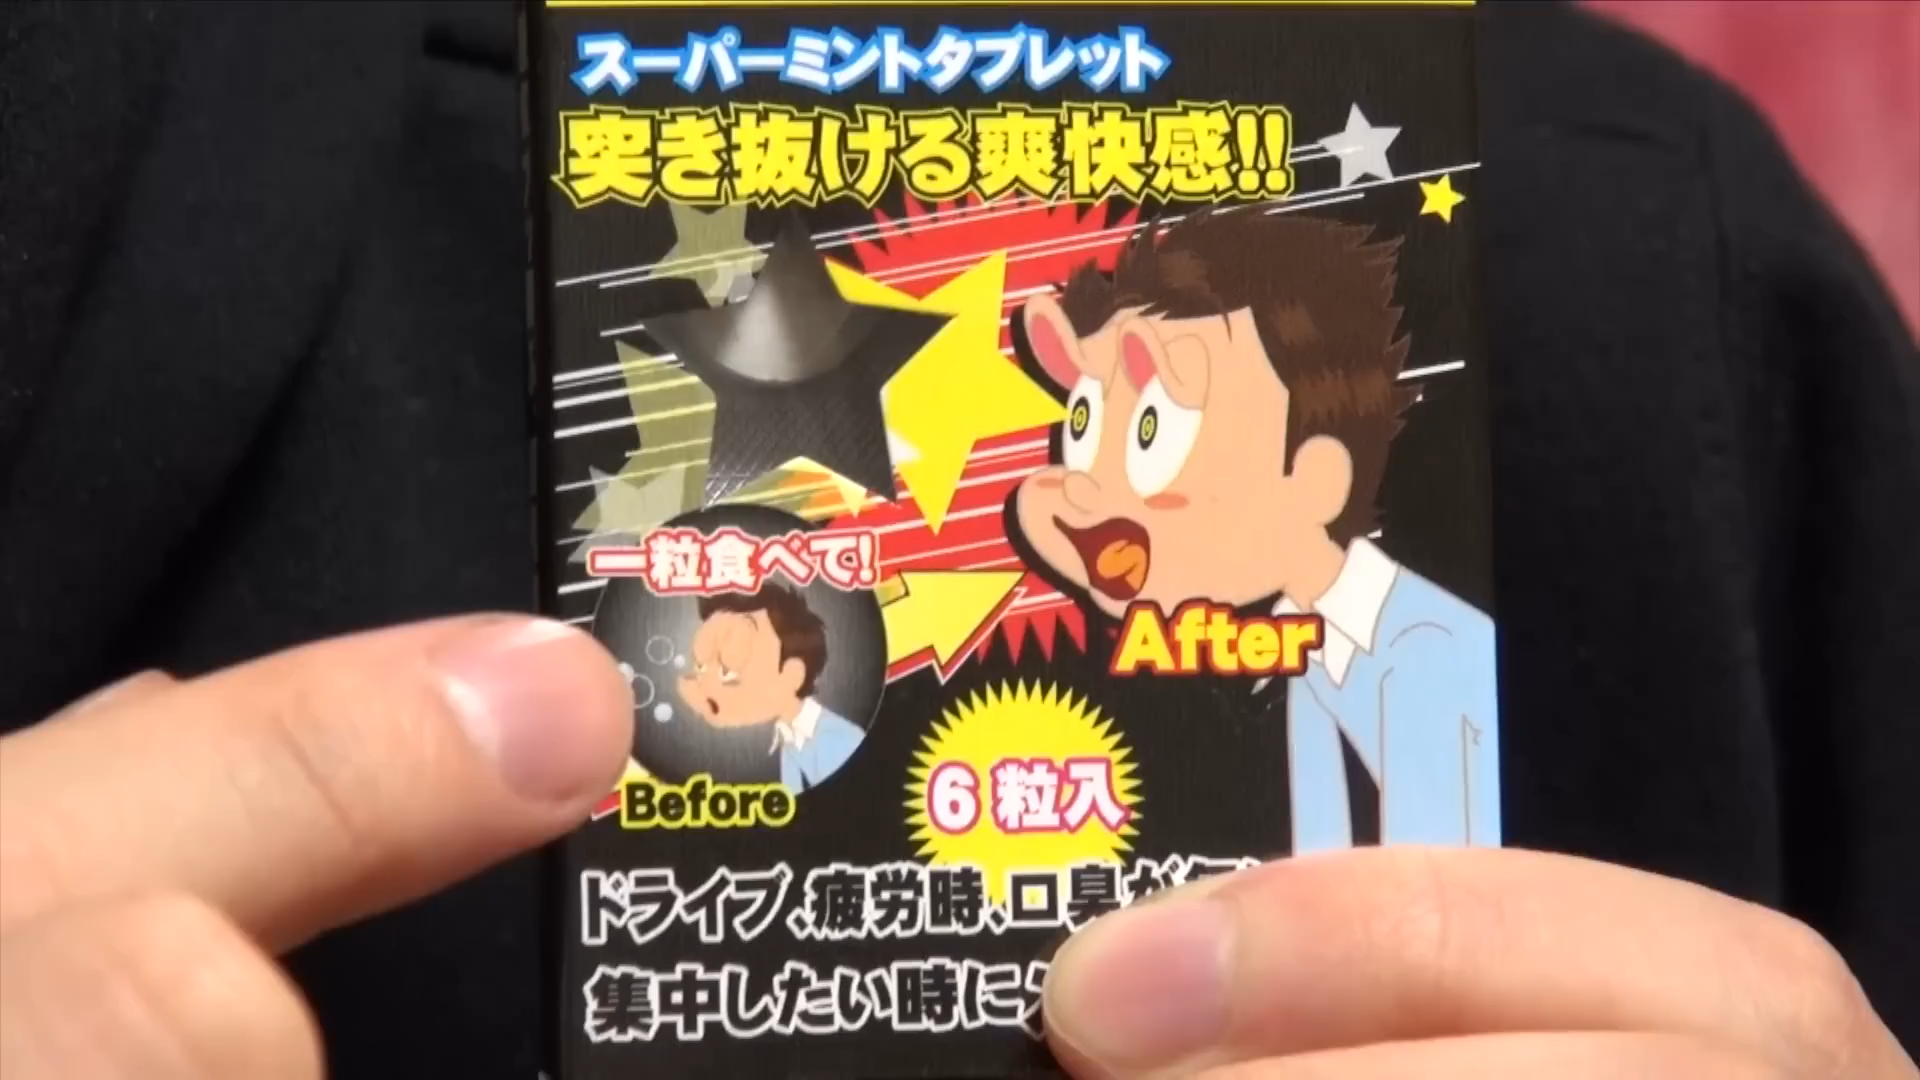 スーパーミントタブレット
突き抜ける爽快感!!
一粒食べて!
Before
After
6粒入
ドライブ、疲労時、口臭が気
集中したい時に